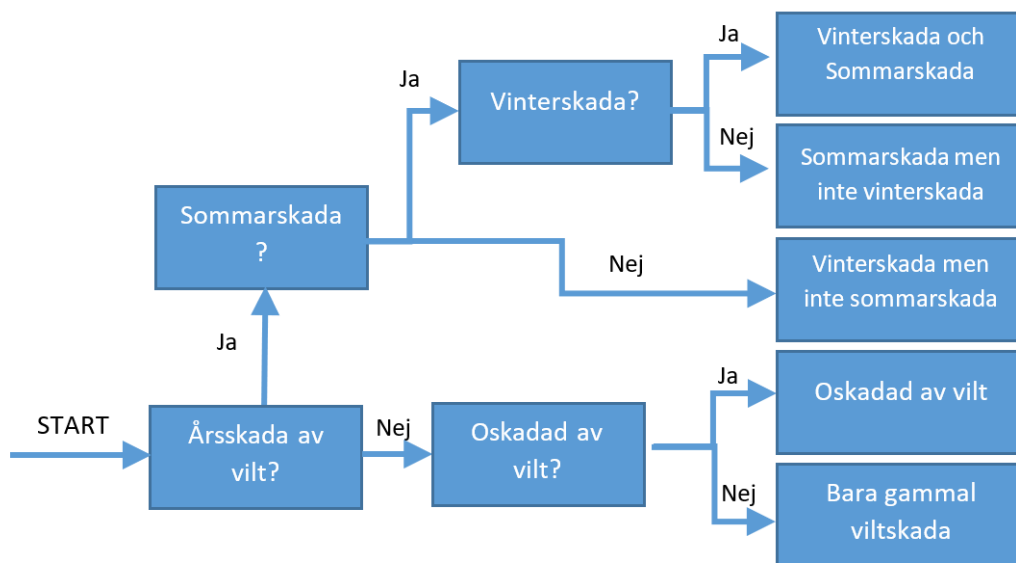 Ja
Vinterskada och
Sommarskada
Ja
Vinterskada?
Nej
Sommarskada men
inte vinterskada
Sommarskada
?
Nej
Vinterskada men
inte sommarskada
Ja
START
Årsskada av
vilt?
Nej
Oskadad av
vilt?
Ja
Oskadad av vilt
Nej
Bara gammal
viltskada